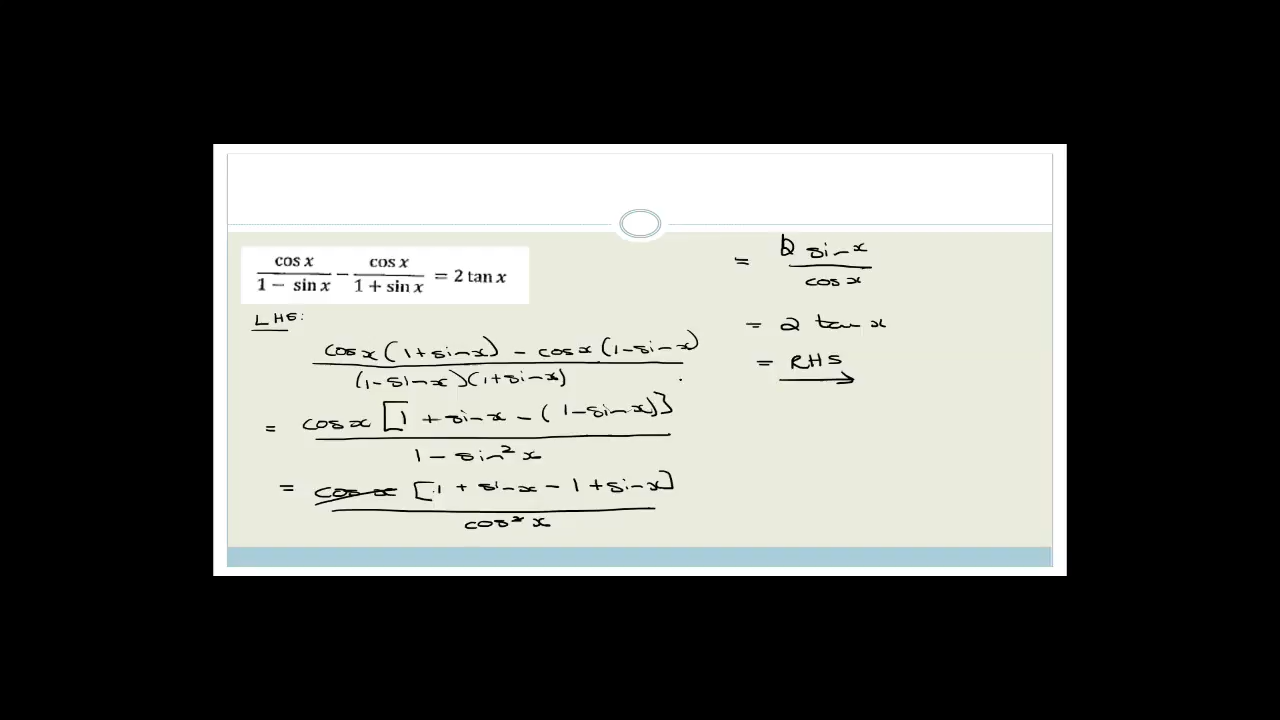 cos x / 1 − sin x − cos x / 1 + sin x = 2 tan x
LHS:
cos x (1 + sin x) − cos x (1 − sin x) / (1 − sin x)(1 + sin x)
= cos x [1 + sin x − (1 − sin x)] / 1 − sin² x
= cos x [1 + sin x − 1 + sin x] / cos² x
= 2 sin x / cos x
= 2 tan x
= RHS